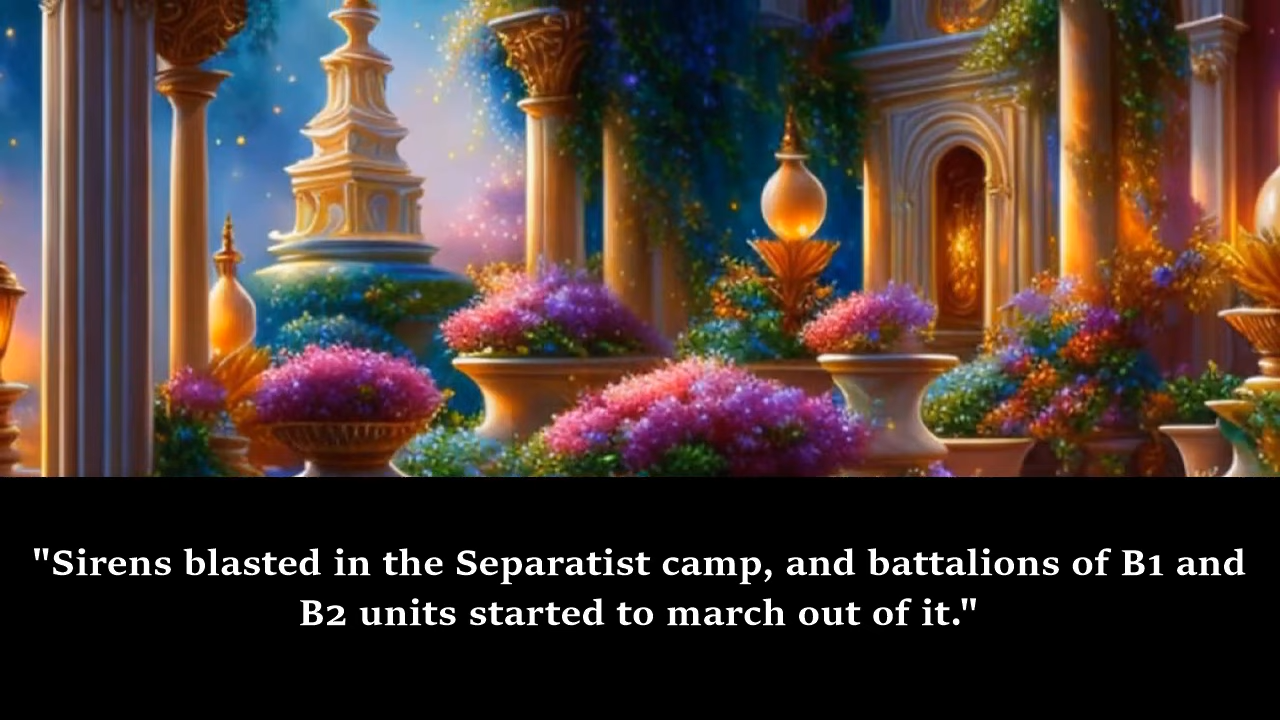 "Sirens blasted in the Separatist camp, and battalions of B1 and
B2 units started to march out of it."